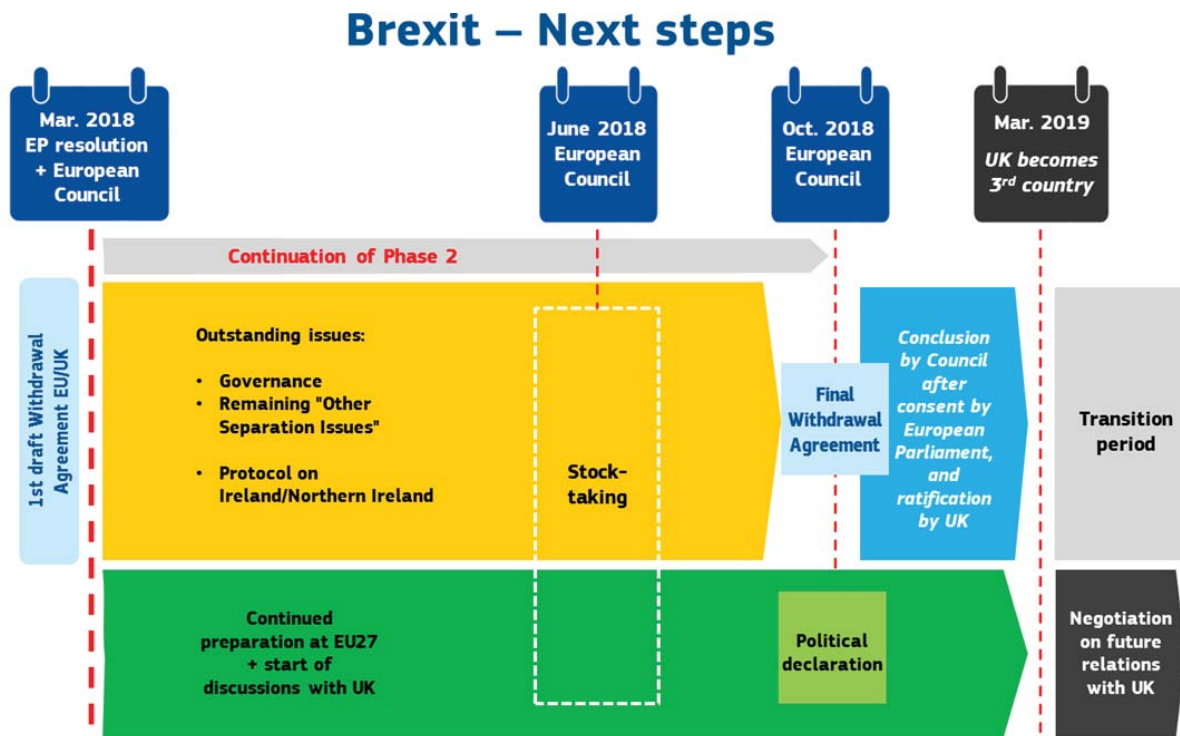 Brexit – Next steps
Mar. 2018
EP resolution
+ European
Council
June 2018
European
Council
Oct. 2018
European
Council
Mar. 2019
UK becomes
3rd country
Continuation of Phase 2
1st draft Withdrawal
Agreement EU/UK
Outstanding issues:
• Governance
• Remaining "Other
Separation Issues"
• Protocol on
Ireland/Northern Ireland
Stock-
taking
Final
Withdrawal
Agreement
Conclusion
by Council
after
consent by
European
Parliament,
and
ratification
by UK
Transition
period
Continued
preparation at EU27
+ start of
discussions with UK
Political
declaration
Negotiation
on future
relations
with UK